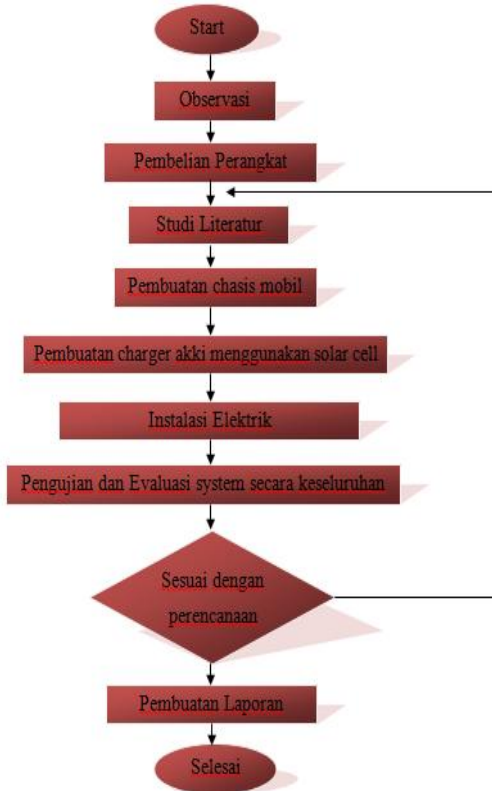 Start
Observasi
Pembelian Perangkat
Studi Literatur
Pembuatan chasis mobil
Pembuatan charger akki menggunakan solar cell
Instalasi Elektrik
Pengujian dan Evaluasi system secara keseluruhan
Sesuai dengan
perencanaan
Pembuatan Laporan
Selesai